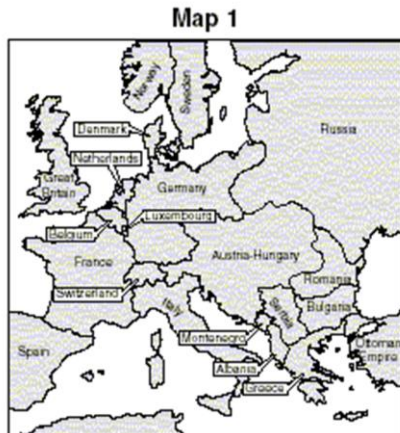 Map 1
Norway
Sweden
Denmark
Russia
Netherlands
Great
Britain
Germany
Belgium
Luxembourg
France
Austria-Hungary
Switzerland
Romania
Italy
Serbia
Bulgaria
Montenegro
Spain
Ottoman
Empire
Albania
Greece